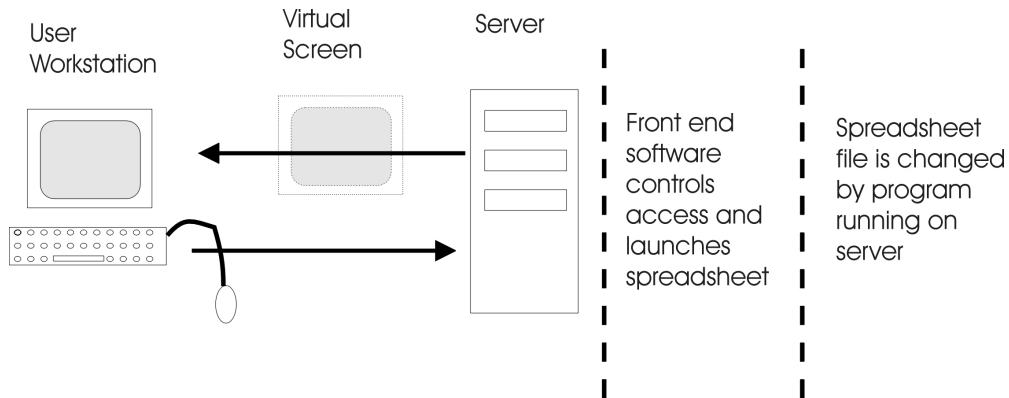 User
Workstation
Virtual
Screen
Server
Front end
software
controls
access and
launches
spreadsheet
Spreadsheet
file is changed
by program
running on
server